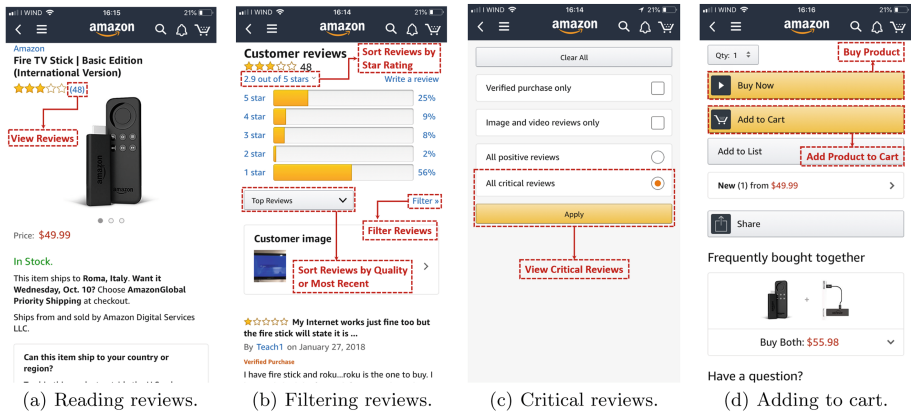 I WIND
16:15
21%
amazon
Amazon
Fire TV Stick | Basic Edition
(International Version)
(48)
View Reviews
amazon
Price: $49.99
In Stock.
This item ships to Roma, Italy. Want it
Wednesday, Oct. 10? Choose AmazonGlobal
Priority Shipping at checkout.
Ships from and sold by Amazon Digital Services
LLC.
Can this item ship to your country or
region?
(a) Reading reviews.
I WIND
16:14
21%
amazon
Customer reviews
48
Sort Reviews by
Star Rating
2.9 out of 5 stars
Write a review
5 star 25%
4 star 9%
3 star 8%
2 star 2%
1 star 56%
Top Reviews
Filter »
Filter Reviews
Customer image
Sort Reviews by Quality
or Most Recent
My Internet works just fine too but
the fire stick will state it is ...
By Teach1 on January 27, 2018
Verified Purchase
I have fire stick and roku...roku is the one to buy. I
(b) Filtering reviews.
I WIND
16:14
21%
amazon
Clear All
Verified purchase only
Image and video reviews only
All positive reviews
All critical reviews
Apply
View Critical Reviews
(c) Critical reviews.
I WIND
16:16
21%
amazon
Qty: 1
Buy Product
Buy Now
Add to Cart
Add to List
Add Product to Cart
New (1) from $49.99
Share
Frequently bought together
+
Buy Both: $55.98
Have a question?
(d) Adding to cart.